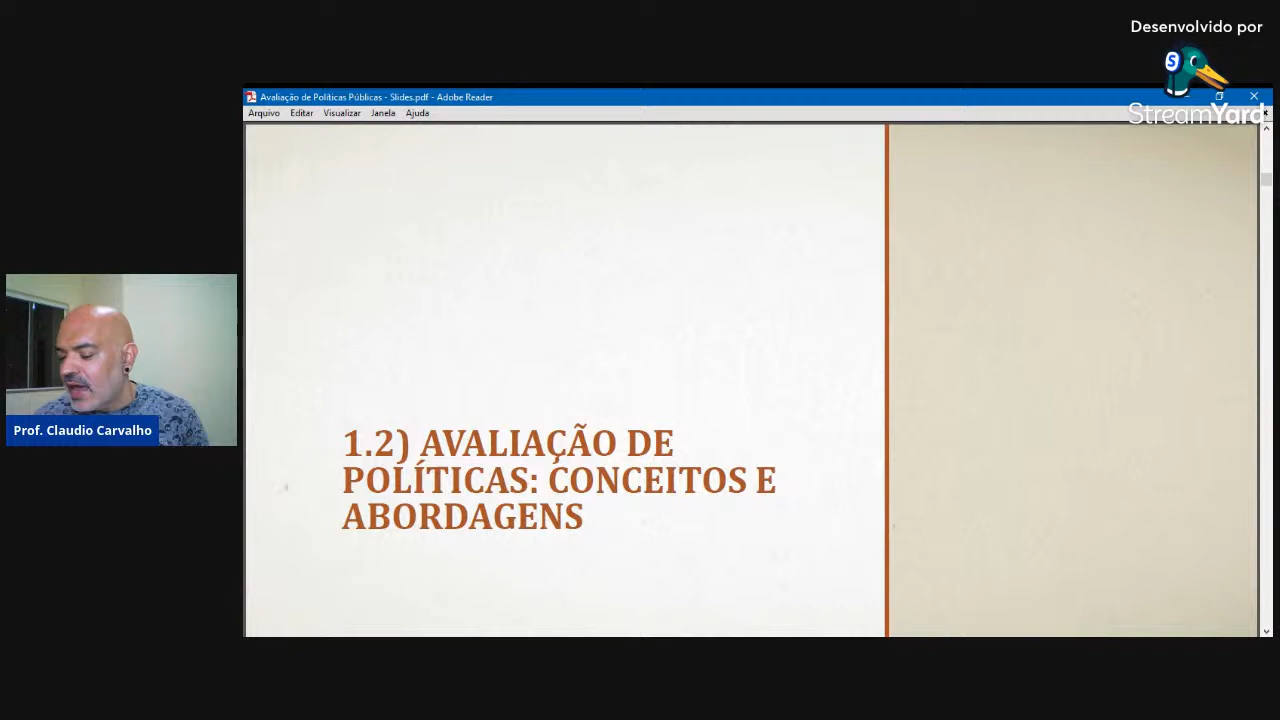 Desenvolvido por
S
StreamYard
Avaliação de Políticas Públicas - Slides.pdf - Adobe Reader
Arquivo Editar Visualizar Janela Ajuda
Prof. Claudio Carvalho
1.2) AVALIAÇÃO DE
POLÍTICAS: CONCEITOS E
ABORDAGENS